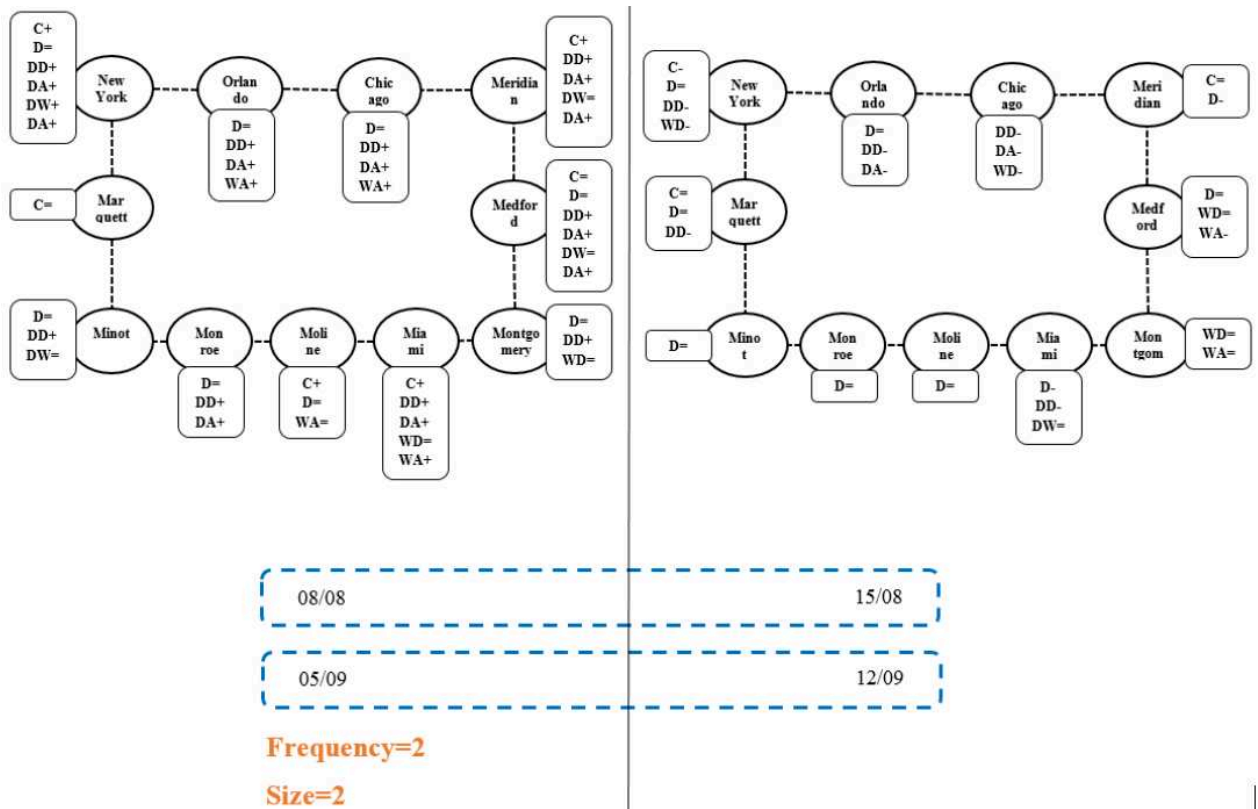 C+
D=
DD+
DA+
DW+
DA+
New
York
Orlan
do
D=
DD+
DA+
WA+
Chic
ago
D=
DD+
DA+
WA+
Meridia
n
C+
DD+
DA+
DW=
DA+
C=
Mar
quett
Medfor
d
C=
D=
DD+
DA+
DW=
DA+
D=
DD+
DW=
Minot
Mon
roe
D=
DD+
DA+
Moli
ne
C+
D=
WA=
Mia
mi
C+
DD+
DA+
WD=
WA+
Montgo
mery
D=
DD+
WD=
C-
D=
DD-
WD-
New
York
Orla
ndo
D=
DD-
DA-
Chic
ago
DD-
DA-
WD-
Meri
dian
C=
D-
C=
D=
DD-
Mar
quett
Medf
ord
D=
WD=
WA-
D=
Mino
t
Mon
roe
D=
Moli
ne
D=
Mia
mi
D-
DD-
DW=
Mon
tgom
WD=
WA=
08/08 15/08
05/09 12/09
Frequency=2
Size=2